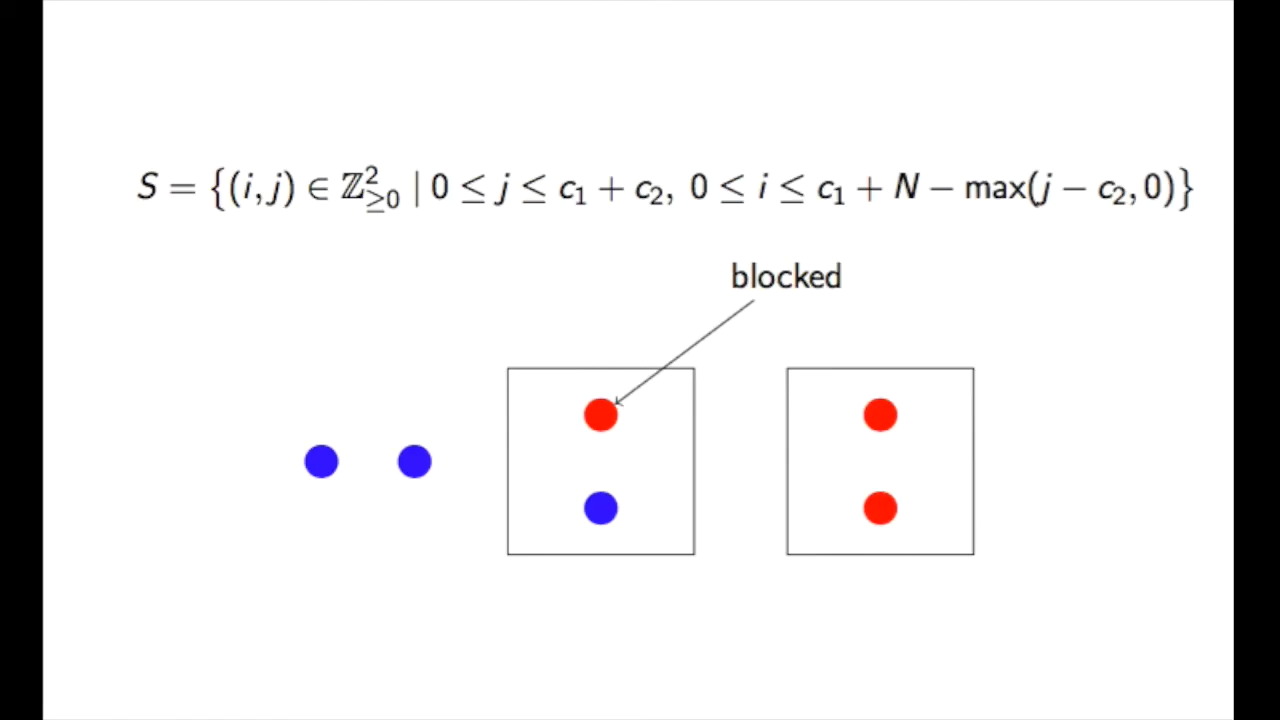 S = {(i, j) ∈ ℤ²≥0 | 0 ≤ j ≤ c₁ + c₂, 0 ≤ i ≤ c₁ + N − max(j − c₂, 0)}
blocked